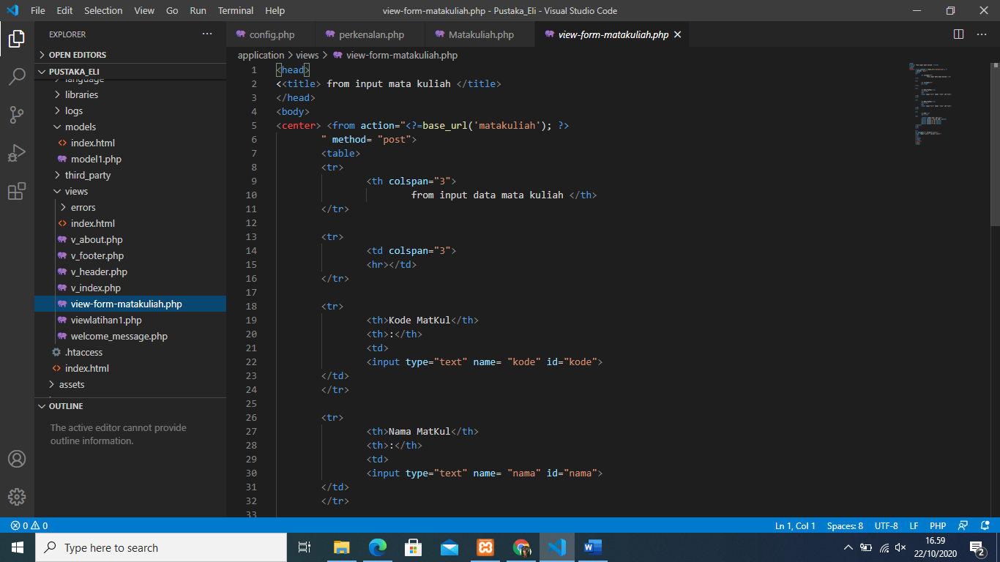 File Edit Selection View Go Run Terminal Help
view-form-matakuliah.php - Pustaka_Eli - Visual Studio Code
EXPLORER
config.php
perkenalan.php
Matakuliah.php
view-form-matakuliah.php
OPEN EDITORS
PUSTAKA_ELI
language
libraries
logs
models
index.html
model1.php
third_party
views
errors
index.html
v_about.php
v_footer.php
v_header.php
v_index.php
view-form-matakuliah.php
viewlatihan1.php
welcome_message.php
.htaccess
index.html
assets
OUTLINE
The active editor cannot provide
outline information.
application > views > view-form-matakuliah.php
1 <head>
2 <<title> from input mata kuliah </title>
3 </head>
4 <body>
5 <center> <from action="<?=base_url('matakuliah'); ?>
6 " method= "post">
7 <table>
8 <tr>
9 <th colspan="3">
10 from input data mata kuliah </th>
11 </tr>
12
13 <tr>
14 <td colspan="3">
15 <hr></td>
16 </tr>
17
18 <tr>
19 <th>Kode MatKul</th>
20 <th>:</th>
21 <td>
22 <input type="text" name= "kode" id="kode">
23 </td>
24 </tr>
25
26 <tr>
27 <th>Nama MatKul</th>
28 <th>:</th>
29 <td>
30 <input type="text" name= "nama" id="nama">
31 </td>
32 </tr>
33
0 0
Ln 1, Col 1 Spaces: 8 UTF-8 LF PHP
Type here to search
16.59
22/10/2020
2